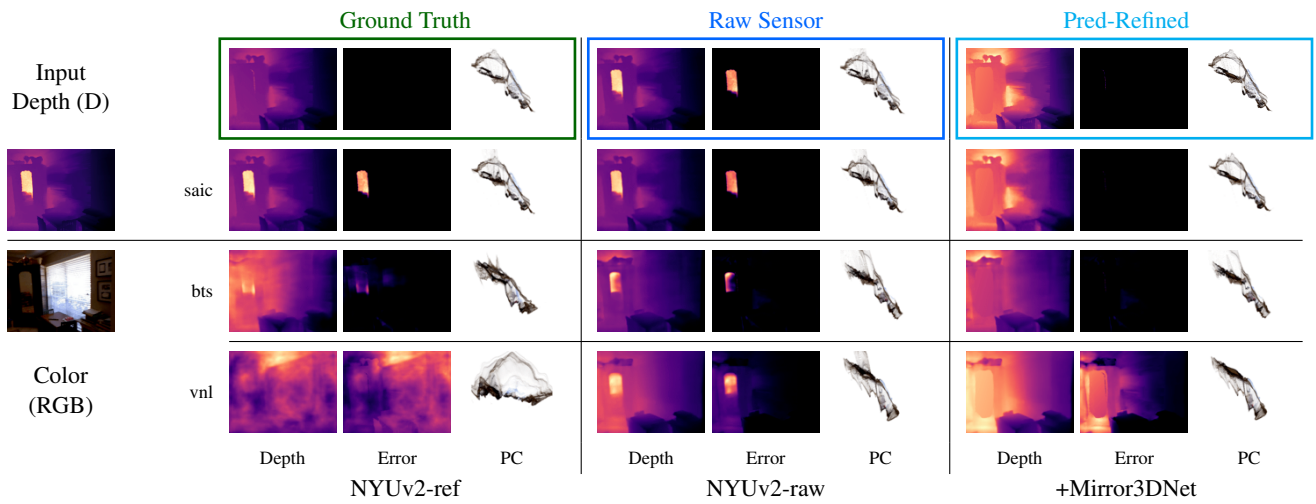 Ground Truth
Raw Sensor
Pred-Refined
Input
Depth (D)
saic
bts
Color
(RGB)
vnl
Depth Error PC Depth Error PC Depth Error PC
NYUv2-ref NYUv2-raw +Mirror3DNet